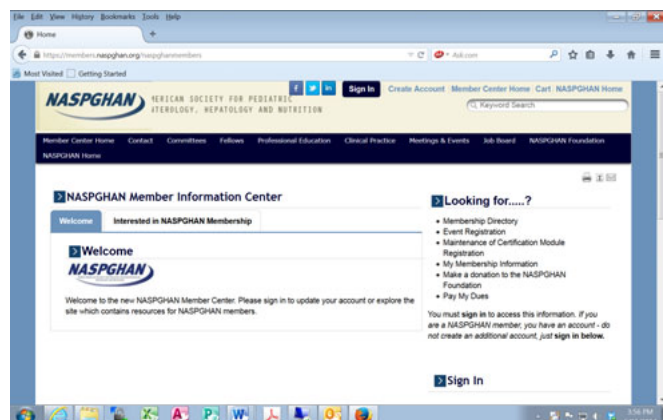 File Edit View History Bookmarks Tools Help
Home
https://members.naspghan.org/naspghanmembers
Ask.com
Most Visited Getting Started
Sign In Create Account Member Center Home Cart NASPGHAN Home
NASPGHAN
ERICAN SOCIETY FOR PEDIATRIC
TEROLOGY, HEPATOLOGY AND NUTRITION
Keyword Search
Member Center Home Contact Committees Fellows Professional Education Clinical Practice Meetings & Events Job Board NASPGHAN Foundation
NASPGHAN Home
NASPGHAN Member Information Center
Welcome Interested in NASPGHAN Membership
Welcome
NASPGHAN
Welcome to the new NASPGHAN Member Center. Please sign in to update your account or explore the
site which contains resources for NASPGHAN members.
Looking for.....?
Membership Directory
Event Registration
Maintenance of Certification Module
Registration
My Membership Information
Make a donation to the NASPGHAN
Foundation
Pay My Dues
You must sign in to access this information. If you
are a NASPGHAN member, you have an account - do
not create an additional account, just sign in below.
Sign In
3:56 PM